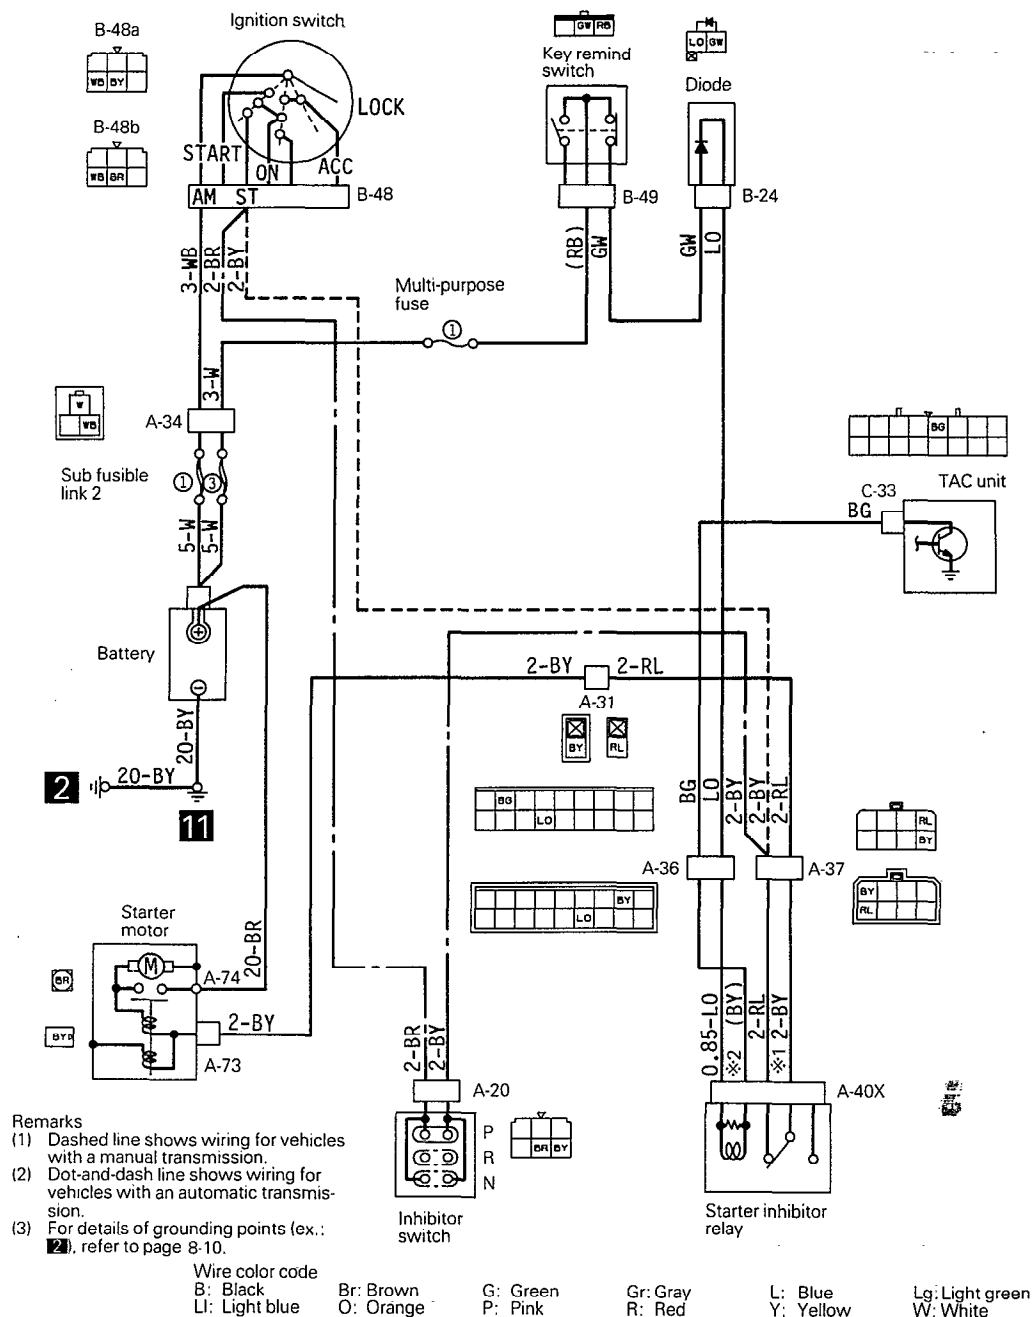 B-48a
Ignition switch
GW RB
LO GW
Key remind
switch
WB BY
Diode
LOCK
B-48b
START
ON
ACC
WB BR
AM ST
B-48
B-49
B-24
3-WB
2-BR
2-BY
(RB)
GW
GW
LO
Multi-purpose
fuse
1
3-W
W
WB
A-34
BG
Sub fusible
link 2
1
3
TAC unit
C-33
BG
5-W
5-W
Battery
2-BY
2-RL
A-31
BY
RL
20-BY
2
20-BY
11
BG
LO
BG
LO
2-BY
2-BY
2-RL
RL
BY
A-36
A-37
BY
LO
BY
RL
Starter
motor
20-BR
M
A-74
BR
2-BY
BY
A-73
2-BR
2-BY
0.85-LO
※2 (BY)
2-RL
※1 2-BY
A-20
A-40X
P
R
N
BR BY
Inhibitor
switch
Starter inhibitor
relay
Remarks
(1) Dashed line shows wiring for vehicles
with a manual transmission.
(2) Dot-and-dash line shows wiring for
vehicles with an automatic transmis-
sion.
(3) For details of grounding points (ex.:
2), refer to page 8-10.
Wire color code
B: Black Br: Brown G: Green Gr: Gray L: Blue Lg: Light green
Ll: Light blue O: Orange P: Pink R: Red Y: Yellow W: White